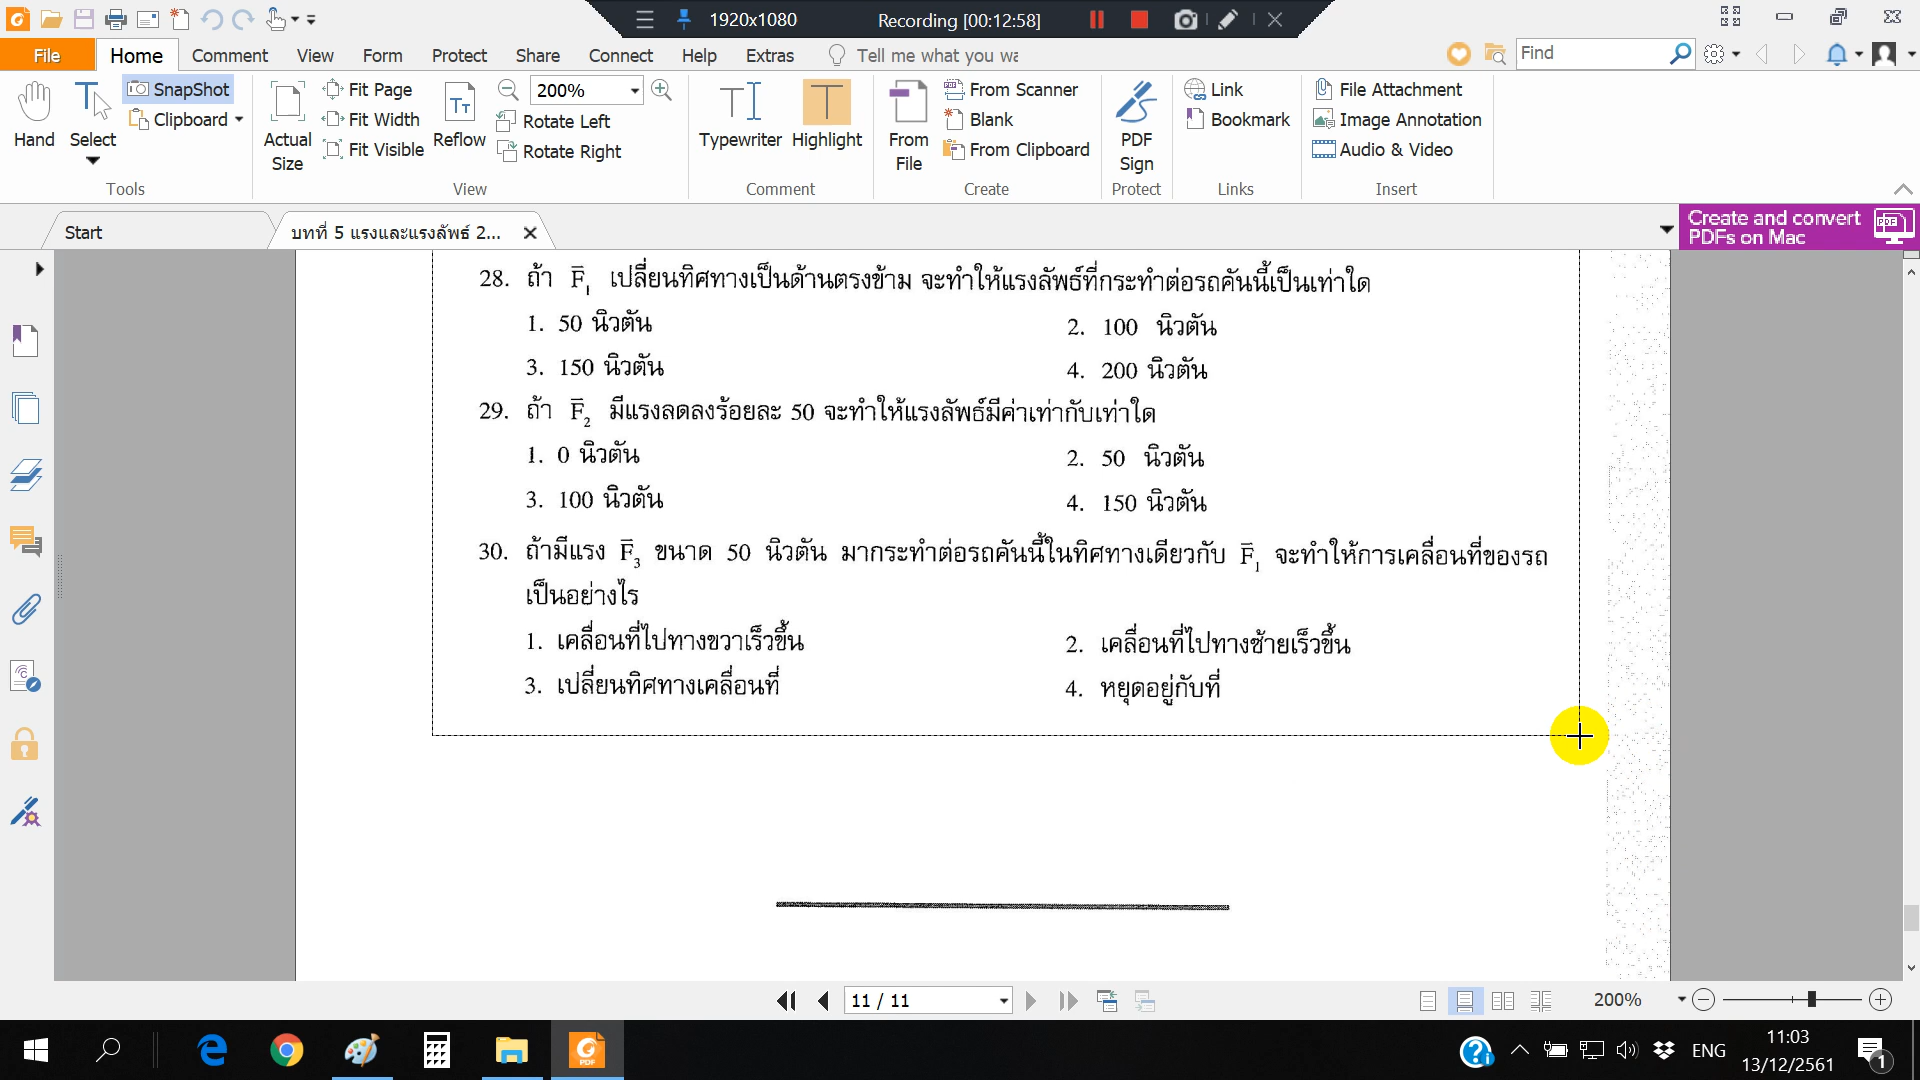 1920x1080 Recording [00:12:58]
File Home Comment View Form Protect Share Connect Help Extras Tell me what you wa Find
SnapShot Fit Page 200% From Scanner Link File Attachment
Clipboard Fit Width Rotate Left Blank Bookmark Image Annotation
Hand Select Actual Size Fit Visible Reflow Rotate Right Typewriter Highlight From File From Clipboard PDF Sign Audio & Video
Tools View Comment Create Protect Links Insert
Start บทที่ 5 แรงและแรงลัพธ์ 2... Create and convert PDFs on Mac
28. ถ้า F̅₁ เปลี่ยนทิศทางเป็นด้านตรงข้าม จะทำให้แรงลัพธ์ที่กระทำต่อรถคันนี้เป็นเท่าใด
1. 50 นิวตัน 2. 100 นิวตัน
3. 150 นิวตัน 4. 200 นิวตัน
29. ถ้า F̅₂ มีแรงลดลงร้อยละ 50 จะทำให้แรงลัพธ์มีค่าเท่ากับเท่าใด
1. 0 นิวตัน 2. 50 นิวตัน
3. 100 นิวตัน 4. 150 นิวตัน
30. ถ้ามีแรง F̅₃ ขนาด 50 นิวตัน มากระทำต่อรถคันนี้ในทิศทางเดียวกับ F̅₁ จะทำให้การเคลื่อนที่ของรถ
เป็นอย่างไร
1. เคลื่อนที่ไปทางขวาเร็วขึ้น 2. เคลื่อนที่ไปทางซ้ายเร็วขึ้น
3. เปลี่ยนทิศทางเคลื่อนที่ 4. หยุดอยู่กับที่
11 / 11 200%
ENG 11:03
13/12/2561 1